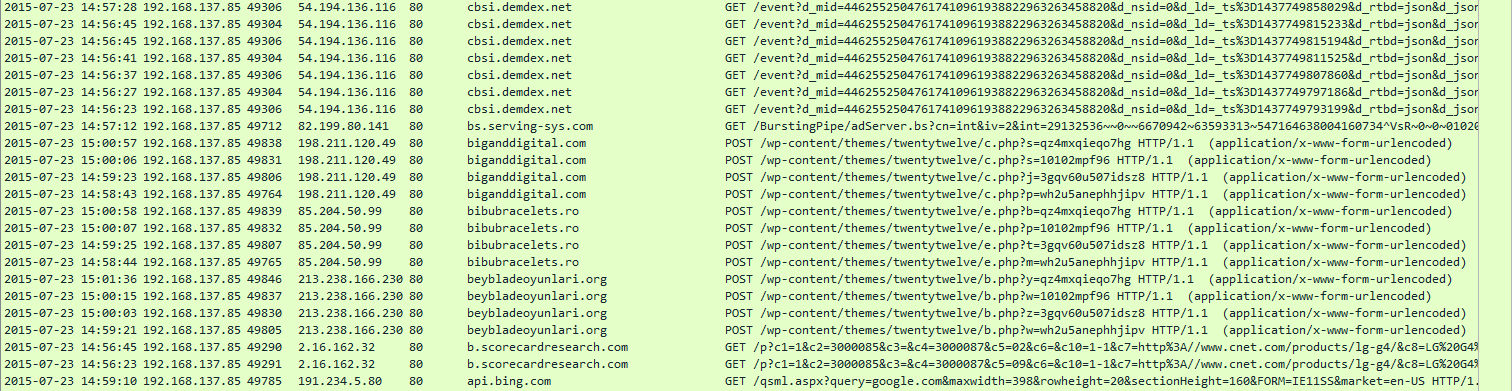 2015-07-23 14:57:28 192.168.137.85 49306 54.194.136.116 80 cbsi.demdex.net GET /event?d_mid=44625525047617410961938822963263458820&d_nsid=0&d_ld=_ts%3D1437749858029&d_rtbd=json&d_jso
2015-07-23 14:56:45 192.168.137.85 49306 54.194.136.116 80 cbsi.demdex.net GET /event?d_mid=44625525047617410961938822963263458820&d_nsid=0&d_ld=_ts%3D1437749815233&d_rtbd=json&d_jso
2015-07-23 14:56:45 192.168.137.85 49304 54.194.136.116 80 cbsi.demdex.net GET /event?d_mid=44625525047617410961938822963263458820&d_nsid=0&d_ld=_ts%3D1437749815194&d_rtbd=json&d_jso
2015-07-23 14:56:41 192.168.137.85 49304 54.194.136.116 80 cbsi.demdex.net GET /event?d_mid=44625525047617410961938822963263458820&d_nsid=0&d_ld=_ts%3D1437749811525&d_rtbd=json&d_jso
2015-07-23 14:56:37 192.168.137.85 49306 54.194.136.116 80 cbsi.demdex.net GET /event?d_mid=44625525047617410961938822963263458820&d_nsid=0&d_ld=_ts%3D1437749807860&d_rtbd=json&d_jso
2015-07-23 14:56:27 192.168.137.85 49304 54.194.136.116 80 cbsi.demdex.net GET /event?d_mid=44625525047617410961938822963263458820&d_nsid=0&d_ld=_ts%3D1437749797186&d_rtbd=json&d_jso
2015-07-23 14:56:23 192.168.137.85 49306 54.194.136.116 80 cbsi.demdex.net GET /event?d_mid=44625525047617410961938822963263458820&d_nsid=0&d_ld=_ts%3D1437749793199&d_rtbd=json&d_jso
2015-07-23 14:57:12 192.168.137.85 49712 82.199.80.141 80 bs.serving-sys.com GET /BurstingPipe/adServer.bs?cn=int&iv=2&int=29132536~~0~~6670942~63593313~547164638004160734^VsR~0~0~01020
2015-07-23 15:00:57 192.168.137.85 49838 198.211.120.49 80 biganddigital.com POST /wp-content/themes/twentytwelve/c.php?s=qz4mxqieqo7hg HTTP/1.1 (application/x-www-form-urlencoded)
2015-07-23 15:00:06 192.168.137.85 49831 198.211.120.49 80 biganddigital.com POST /wp-content/themes/twentytwelve/c.php?s=10102mpf96 HTTP/1.1 (application/x-www-form-urlencoded)
2015-07-23 14:59:23 192.168.137.85 49806 198.211.120.49 80 biganddigital.com POST /wp-content/themes/twentytwelve/c.php?j=3gqv60u507idsz8 HTTP/1.1 (application/x-www-form-urlencoded)
2015-07-23 14:58:43 192.168.137.85 49764 198.211.120.49 80 biganddigital.com POST /wp-content/themes/twentytwelve/c.php?p=wh2u5anephhjipv HTTP/1.1 (application/x-www-form-urlencoded)
2015-07-23 15:00:58 192.168.137.85 49839 85.204.50.99 80 bibubracelets.ro POST /wp-content/themes/twentytwelve/e.php?b=qz4mxqieqo7hg HTTP/1.1 (application/x-www-form-urlencoded)
2015-07-23 15:00:07 192.168.137.85 49832 85.204.50.99 80 bibubracelets.ro POST /wp-content/themes/twentytwelve/e.php?p=10102mpf96 HTTP/1.1 (application/x-www-form-urlencoded)
2015-07-23 14:59:25 192.168.137.85 49807 85.204.50.99 80 bibubracelets.ro POST /wp-content/themes/twentytwelve/e.php?t=3gqv60u507idsz8 HTTP/1.1 (application/x-www-form-urlencoded)
2015-07-23 14:58:44 192.168.137.85 49765 85.204.50.99 80 bibubracelets.ro POST /wp-content/themes/twentytwelve/e.php?m=wh2u5anephhjipv HTTP/1.1 (application/x-www-form-urlencoded)
2015-07-23 15:01:36 192.168.137.85 49846 213.238.166.230 80 beybladeoyunlari.org POST /wp-content/themes/twentytwelve/b.php?y=qz4mxqieqo7hg HTTP/1.1 (application/x-www-form-urlencoded)
2015-07-23 15:00:15 192.168.137.85 49837 213.238.166.230 80 beybladeoyunlari.org POST /wp-content/themes/twentytwelve/b.php?w=10102mpf96 HTTP/1.1 (application/x-www-form-urlencoded)
2015-07-23 15:00:03 192.168.137.85 49830 213.238.166.230 80 beybladeoyunlari.org POST /wp-content/themes/twentytwelve/b.php?z=3gqv60u507idsz8 HTTP/1.1 (application/x-www-form-urlencoded)
2015-07-23 14:59:21 192.168.137.85 49805 213.238.166.230 80 beybladeoyunlari.org POST /wp-content/themes/twentytwelve/b.php?w=wh2u5anephhjipv HTTP/1.1 (application/x-www-form-urlencoded)
2015-07-23 14:56:45 192.168.137.85 49290 2.16.162.32 80 b.scorecardresearch.com GET /p?c1=1&c2=3000085&c3=&c4=3000087&c5=02&c6=&c10=1-1&c7=http%3A//www.cnet.com/products/lg-g4/&c8=LG%20G4%
2015-07-23 14:56:23 192.168.137.85 49291 2.16.162.32 80 b.scorecardresearch.com GET /p?c1=1&c2=3000085&c3=&c4=3000087&c5=09&c6=&c10=1-1&c7=http%3A//www.cnet.com/products/lg-g4/&c8=LG%20G4%
2015-07-23 14:59:10 192.168.137.85 49785 191.234.5.80 80 api.bing.com GET /qsml.aspx?query=google.com&maxwidth=398&rowheight=20&sectionHeight=160&FORM=IE11SS&market=en-US HTTP/1.